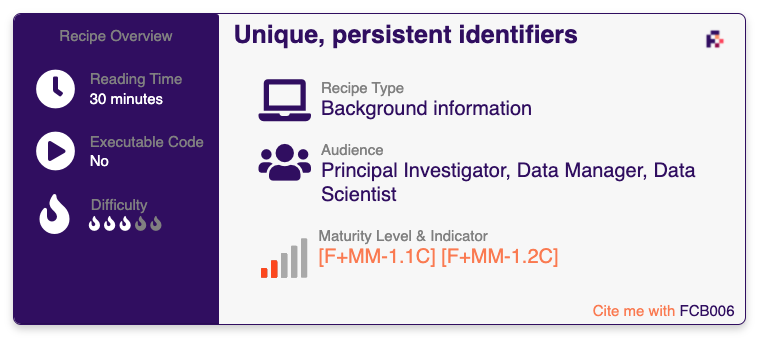 Recipe Overview
Reading Time
30 minutes
Executable Code
No
Difficulty
Unique, persistent identifiers
Recipe Type
Background information
Audience
Principal Investigator, Data Manager, Data
Scientist
Maturity Level & Indicator
[F+MM-1.1C] [F+MM-1.2C]
Cite me with FCB006